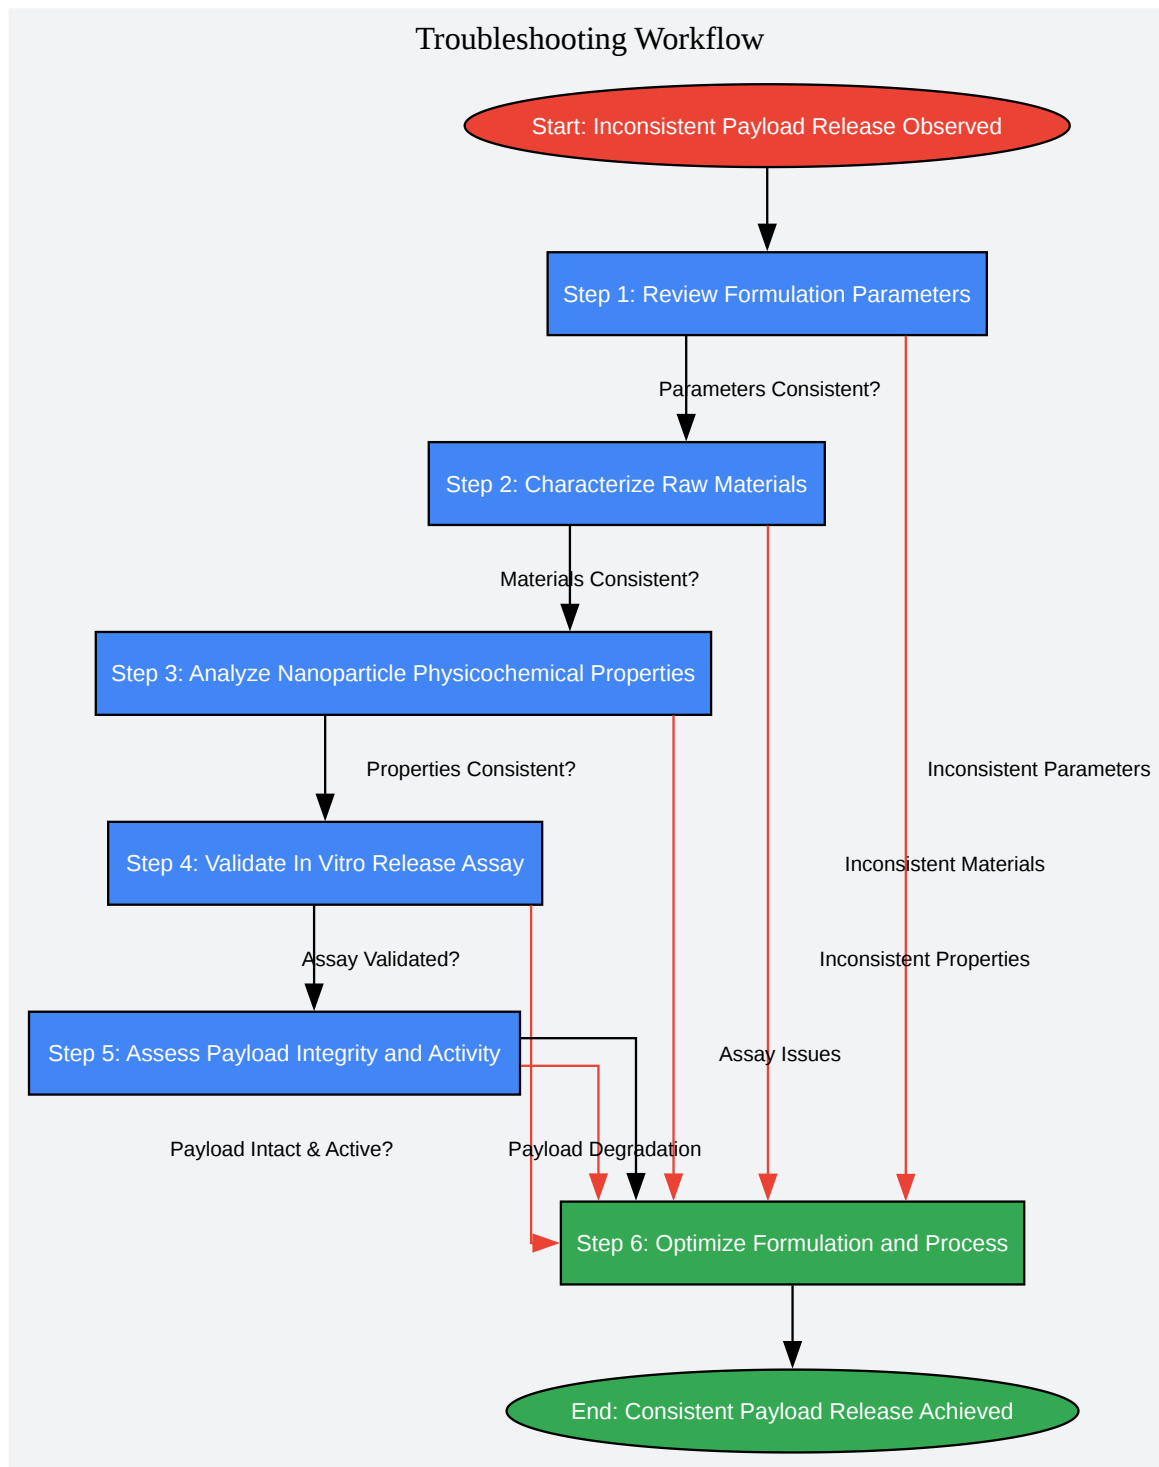 Troubleshooting Workflow
Start: Inconsistent Payload Release Observed
Step 1: Review Formulation Parameters
Parameters Consistent?
Step 2: Characterize Raw Materials
Materials Consistent?
Step 3: Analyze Nanoparticle Physicochemical Properties
Properties Consistent?
Inconsistent Parameters
Step 4: Validate In Vitro Release Assay
Inconsistent Materials
Assay Validated?
Inconsistent Properties
Step 5: Assess Payload Integrity and Activity
Assay Issues
Payload Intact & Active?
Payload Degradation
Step 6: Optimize Formulation and Process
End: Consistent Payload Release Achieved